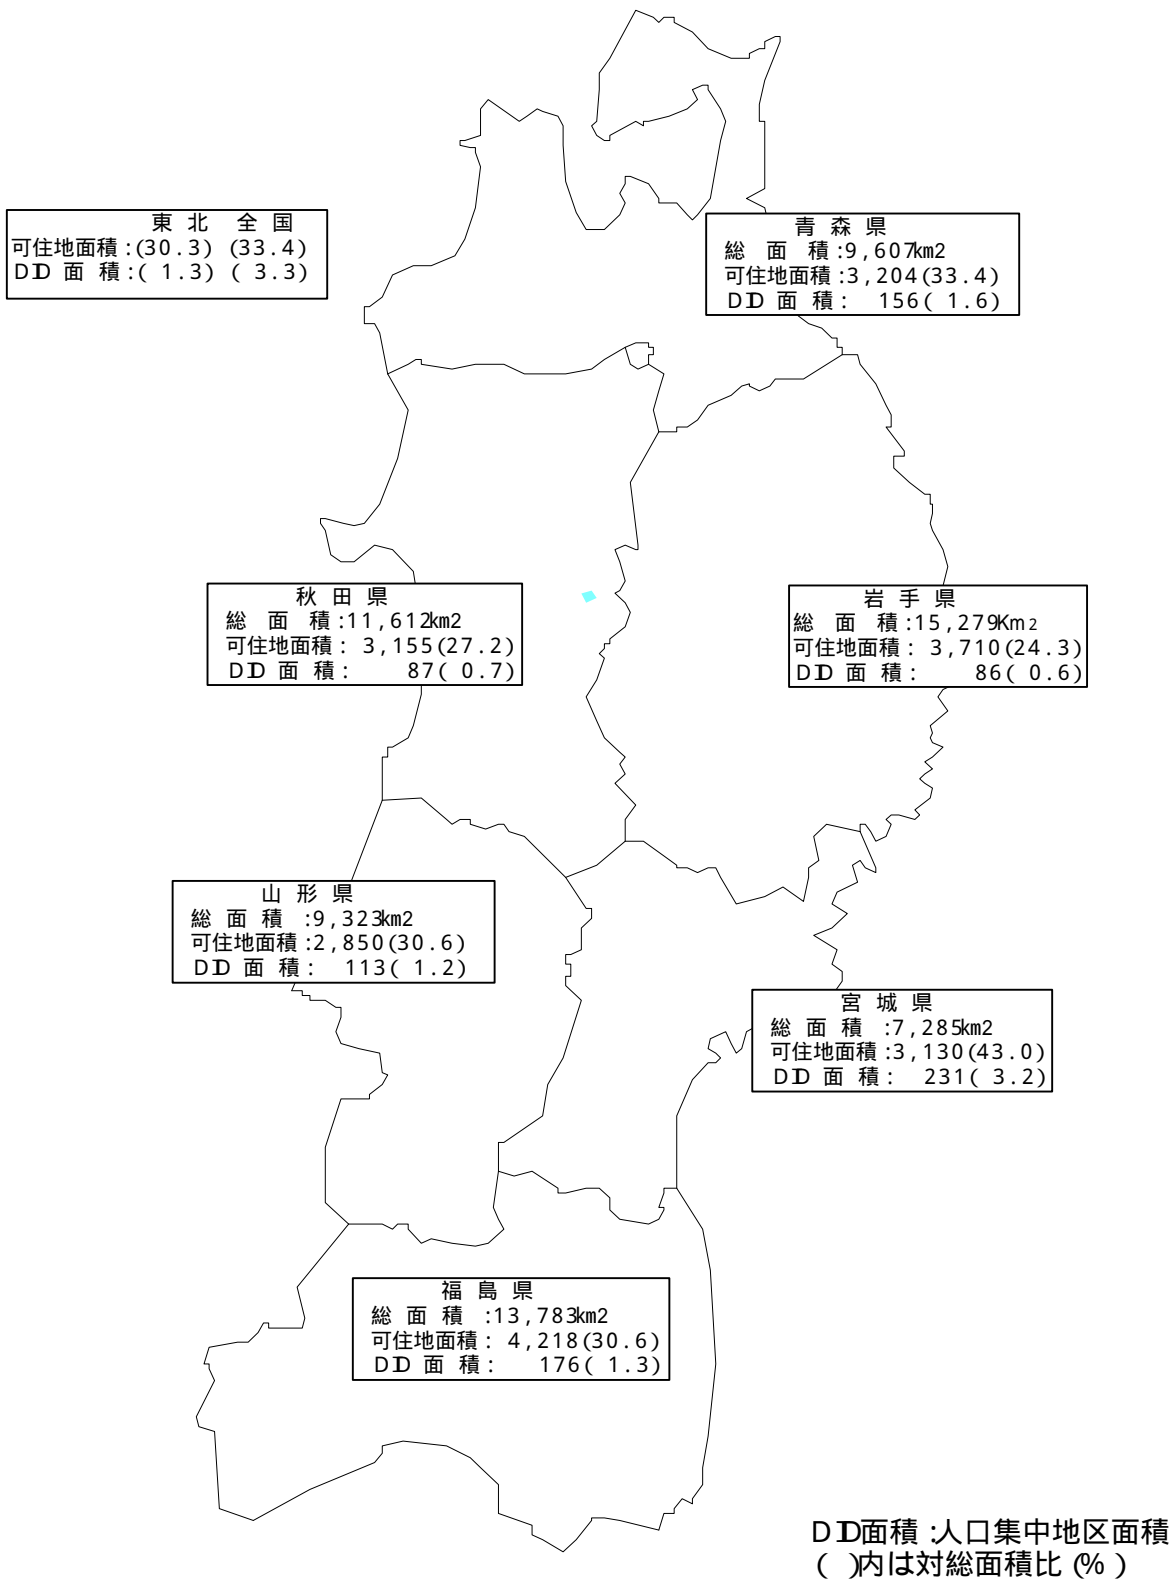 東 北 全 国
可住地面積:(30.3) (33.4)
DID 面 積:( 1.3) ( 3.3)
青 森 県
総 面 積:9,607km2
可住地面積:3,204(33.4)
DID 面 積: 156( 1.6)
秋 田 県
総 面 積:11,612km2
可住地面積: 3,155(27.2)
DID 面 積: 87( 0.7)
岩 手 県
総 面 積:15,279Km2
可住地面積: 3,710(24.3)
DID 面 積: 86( 0.6)
山 形 県
総 面 積 :9,323km2
可住地面積:2,850(30.6)
DID 面 積: 113( 1.2)
宮 城 県
総 面 積 :7,285km2
可住地面積:3,130(43.0)
DID 面 積: 231( 3.2)
福 島 県
総 面 積 :13,783km2
可住地面積: 4,218(30.6)
DID 面 積: 176( 1.3)
DID面積:人口集中地区面積
( )内は対総面積比(%)